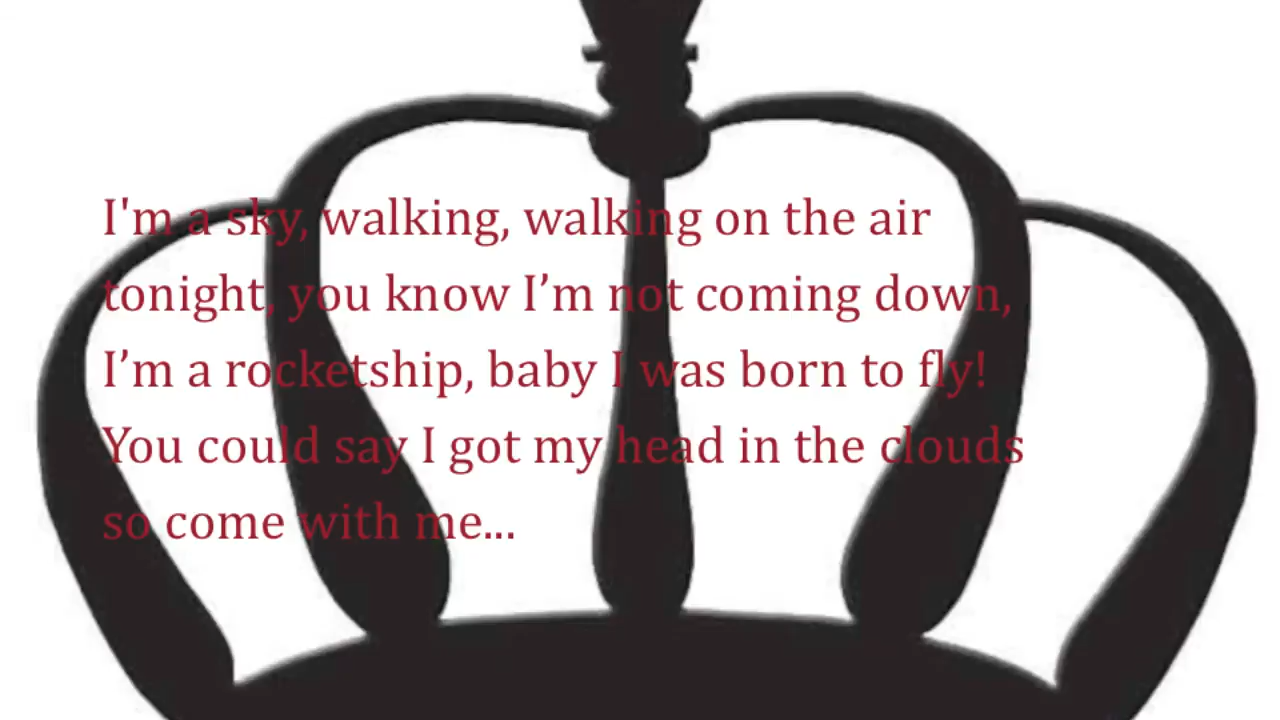 I'm a sky, walking, walking on the air
tonight, you know I’m not coming down,
I’m a rocketship, baby I was born to fly!
You could say I got my head in the clouds
so come with me...